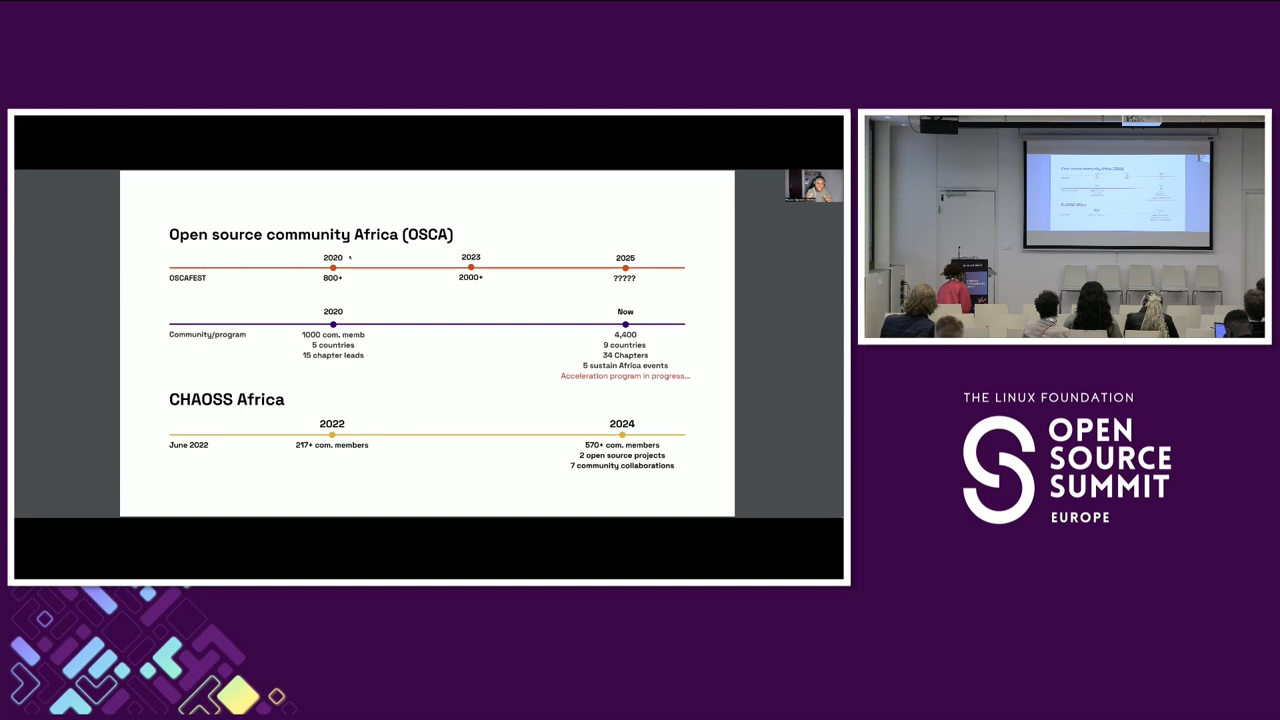 Open source community Africa (OSCA)
2020 2023 2025
OSCAFEST 800+ 2000+ ?????
2020 Now
Community/program 1000 com. memb 4,400
5 countries 9 countries
15 chapter leads 34 Chapters
5 sustain Africa events
Acceleration program in progress...
CHAOSS Africa
2022 2024
June 2022 217+ com. members 570+ com. members
2 open source projects
7 community collaborations
THE LINUX FOUNDATION
OPEN
SOURCE
SUMMIT
EUROPE